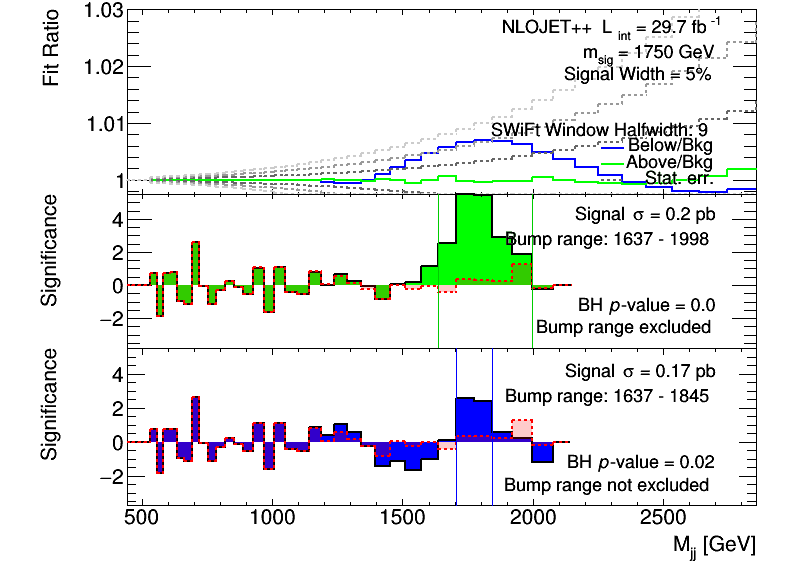 1.03
Fit Ratio
NLOJET++ L int = 29.7 fb -1
m sig = 1750 GeV
1.02
Signal Width = 5%
1.01
SWiFt Window Halfwidth: 9
Below/Bkg
Above/Bkg
1
Stat. err.
Significance
4
Signal σ = 0.2 pb
2
Bump range: 1637 - 1998
0
BH p-value = 0.0
−2
Bump range excluded
Significance
4
Signal σ = 0.17 pb
2
Bump range: 1637 - 1845
0
BH p-value = 0.02
−2
Bump range not excluded
500 1000 1500 2000 2500
Mjj [GeV]